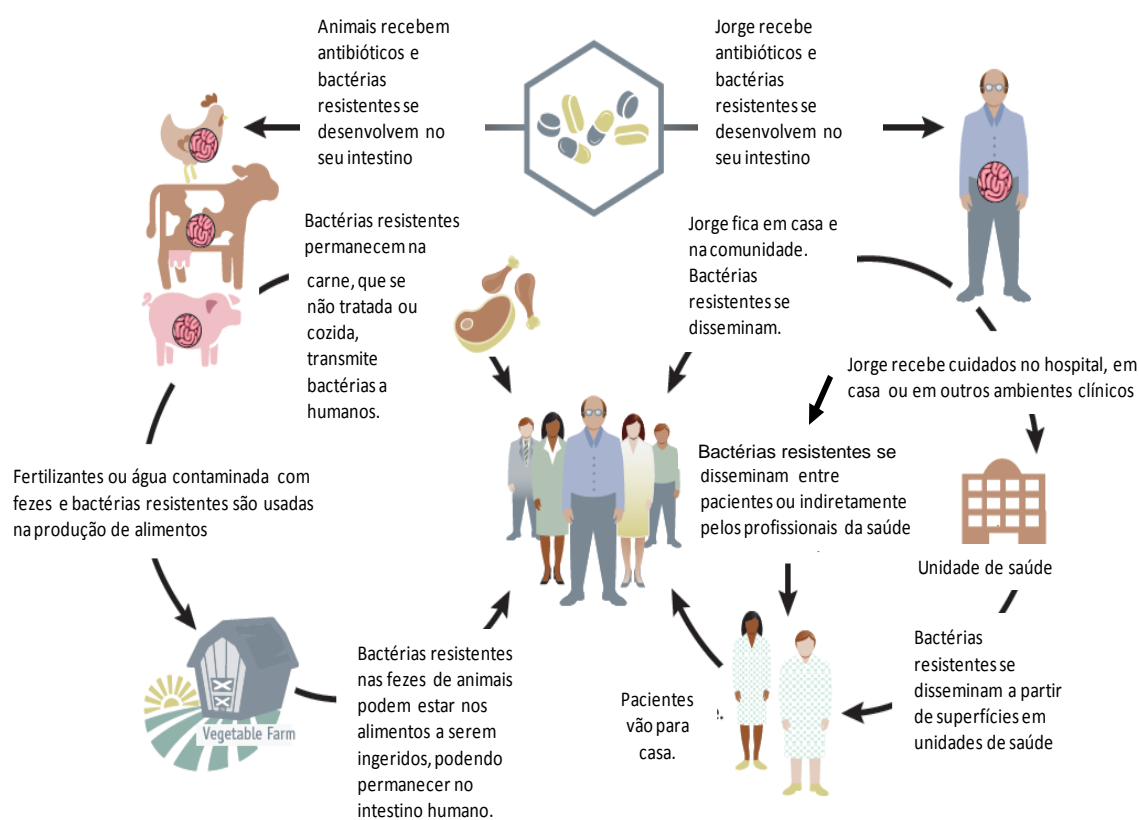 Animais recebem
antibióticos e
bactérias
resistentes se
desenvolvem no
seu intestino
Jorge recebe
antibióticos e
bactérias
resistentes se
desenvolvem no
seu intestino
Bactérias resistentes
permanecem na
carne, que se
não tratada ou
cozida,
transmite
bactérias a
humanos.
Jorge fica em casa e
na comunidade.
Bactérias
resistentes se
disseminam.
Jorge recebe cuidados no hospital, em
casa ou em outros ambientes clínicos
Bactérias resistentes se
disseminam entre
pacientes ou indiretamente
pelos profissionais da saúde
Fertilizantes ou água contaminada com
fezes e bactérias resistentes são usadas
na produção de alimentos
Unidade de saúde
Vegetable Farm
Bactérias resistentes
nas fezes de animais
podem estar nos
alimentos a serem
ingeridos, podendo
permanecer no
intestino humano.
Pacientes
vão para
casa.
Bactérias
resistentes se
disseminam a partir
de superfícies em
unidades de saúde